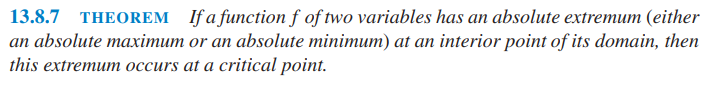 13.8.7 THEOREM If a function f of two variables has an absolute extremum (either
an absolute maximum or an absolute minimum) at an interior point of its domain, then
this extremum occurs at a critical point.